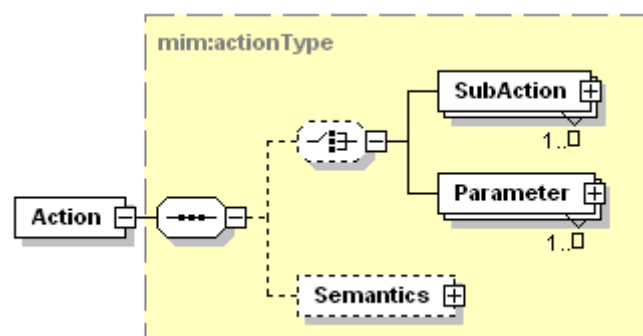 mim:actionType
SubAction
1..□
Parameter
1..□
Action
Semantics